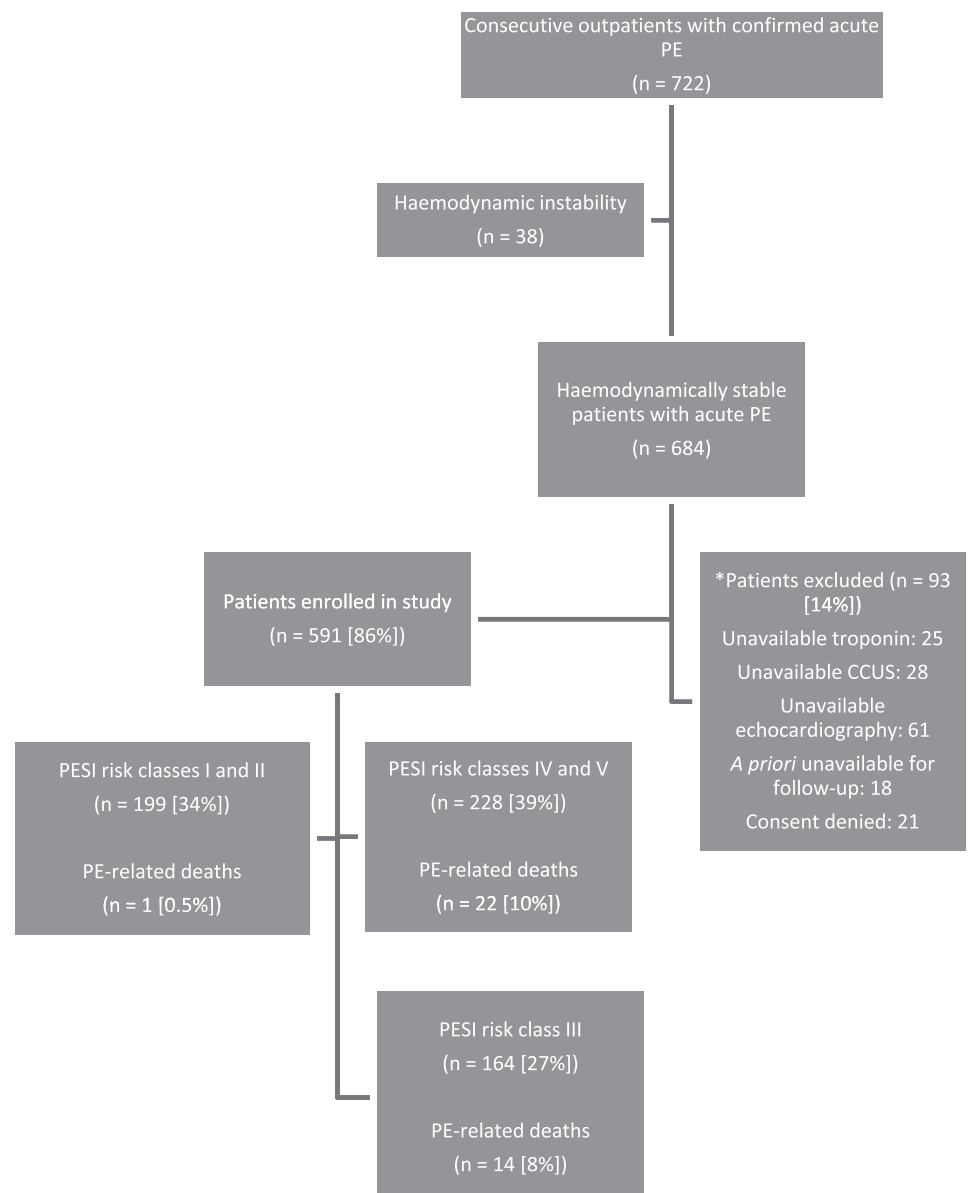 Consecutive outpatients with confirmed acute
PE
(n = 722)
Haemodynamic instability
(n = 38)
Haemodynamically stable
patients with acute PE
(n = 684)
Patients enrolled in study
(n = 591 [86%])
*Patients excluded (n = 93
[14%])
Unavailable troponin: 25
Unavailable CCUS: 28
Unavailable
echocardiography: 61
A priori unavailable for
follow-up: 18
Consent denied: 21
PESI risk classes I and II
(n = 199 [34%])
PE-related deaths
(n = 1 [0.5%])
PESI risk classes IV and V
(n = 228 [39%])
PE-related deaths
(n = 22 [10%])
PESI risk class III
(n = 164 [27%])
PE-related deaths
(n = 14 [8%])